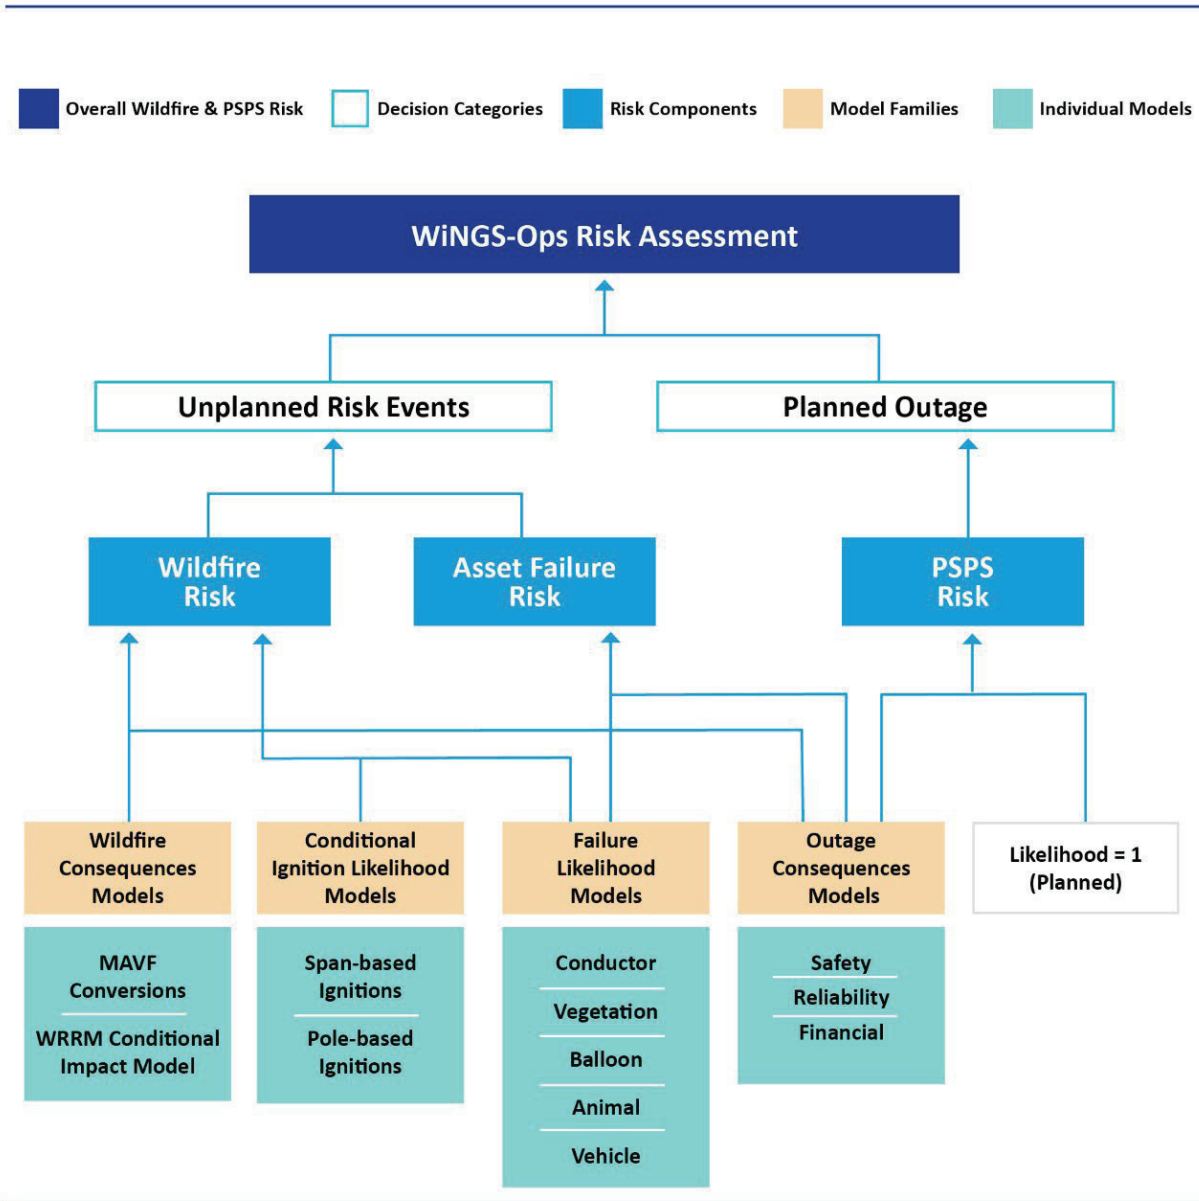 Overall Wildfire & PSPS Risk
Decision Categories
Risk Components
Model Families
Individual Models
WiNGS-Ops Risk Assessment
Unplanned Risk Events
Planned Outage
Wildfire
Risk
Asset Failure
Risk
PSPS
Risk
Wildfire
Consequences
Models
Conditional
Ignition Likelihood
Models
Failure
Likelihood
Models
Outage
Consequences
Models
Likelihood = 1
(Planned)
MAVF
Conversions
WRRM Conditional
Impact Model
Span-based
Ignitions
Pole-based
Ignitions
Conductor
Vegetation
Balloon
Animal
Vehicle
Safety
Reliability
Financial